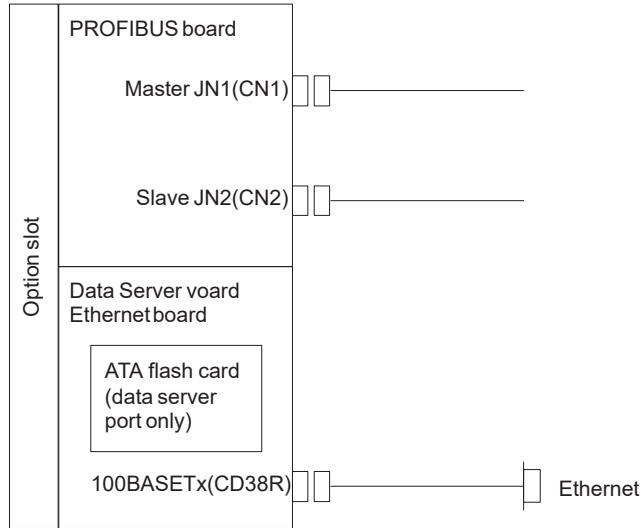 PROFIBUS board
Master JN1(CN1)
Slave JN2(CN2)
Option slot
Data Server voard
Ethernet board
ATA flash card
(data server
port only)
100BASETx(CD38R)
Ethernet